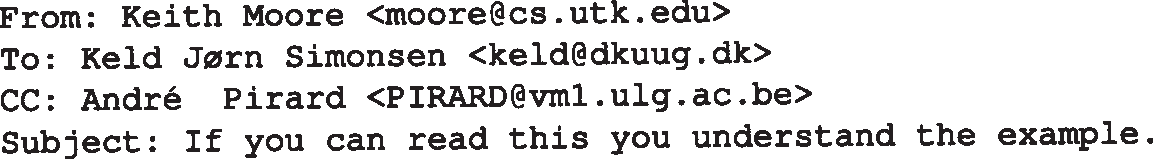 From: Keith Moore <moore@cs.utk.edu>
To: Keld Jørn Simonsen <keld@dkuug.dk>
CC: André  Pirard <PIRARD@vm1.ulg.ac.be>
Subject: If you can read this you understand the example.